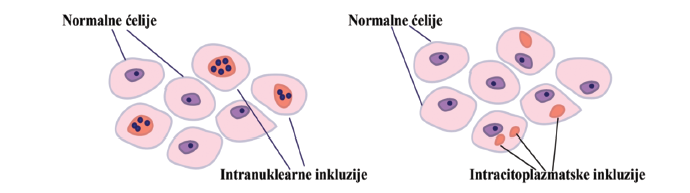 Normalne ćelije
Normalne ćelije
Intranuklearne inkluzije
Intracitoplazmatske inkluzije